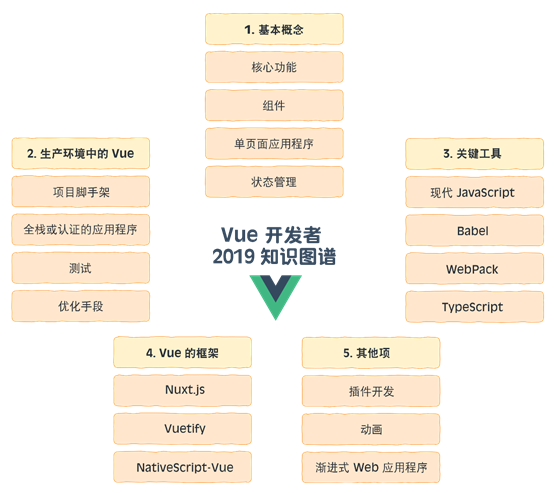 1. 基本概念
核心功能
组件
单页面应用程序
状态管理
2. 生产环境中的 Vue
项目脚手架
全栈或认证的应用程序
测试
优化手段
3. 关键工具
现代 JavaScript
Babel
WebPack
TypeScript
Vue 开发者
2019 知识图谱
4. Vue 的框架
Nuxt.js
Vuetify
NativeScript-Vue
5. 其他项
插件开发
动画
渐进式 Web 应用程序